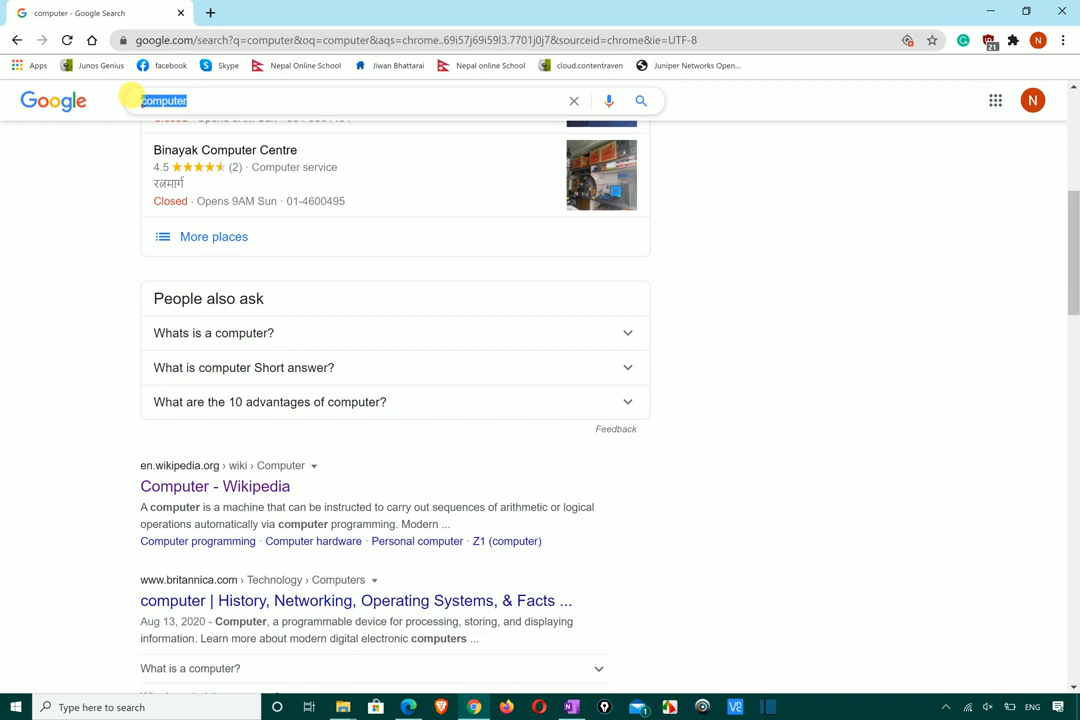 computer - Google Search
google.com/search?q=computer&oq=computer&aqs=chrome..69i57j69i59l3.7701j0j7&sourceid=chrome&ie=UTF-8
21
N
Apps Junos Genius facebook Skype Nepal Online School Jiwan Bhattarai Nepal online School cloud.contentraven Juniper Networks Open...
Google computer N
Binayak Computer Centre
4.5 ★★★★★ (2) · Computer service
रत्नमार्ग
Closed · Opens 9AM Sun · 01-4600495
More places
People also ask
Whats is a computer?
What is computer Short answer?
What are the 10 advantages of computer?
Feedback
en.wikipedia.org › wiki › Computer
Computer - Wikipedia
A computer is a machine that can be instructed to carry out sequences of arithmetic or logical
operations automatically via computer programming. Modern ...
Computer programming · Computer hardware · Personal computer · Z1 (computer)
www.britannica.com › Technology › Computers
computer | History, Networking, Operating Systems, & Facts ...
Aug 13, 2020 - Computer, a programmable device for processing, storing, and displaying
information. Learn more about modern digital electronic computers ...
What is a computer?
Type here to search
ENG